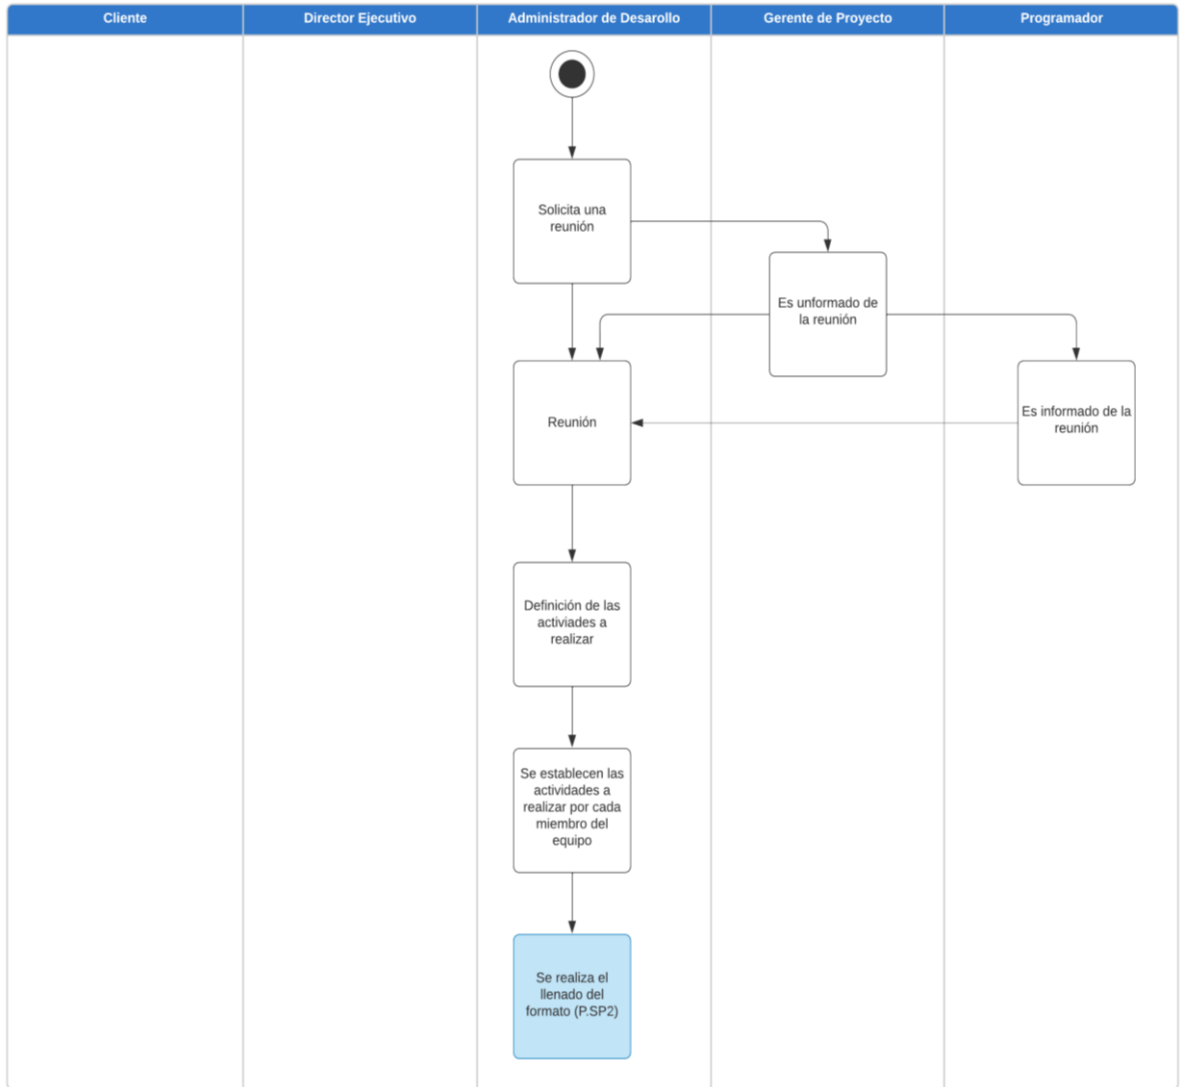 Cliente
Director Ejecutivo
Administrador de Desarollo
Gerente de Proyecto
Programador
Solicita una
reunión
Es unformado de
la reunión
Es informado de la
reunión
Reunión
Definición de las
activiades a
realizar
Se establecen las
actividades a
realizar por cada
miembro del
equipo
Se realiza el
llenado del
formato (P.SP2)